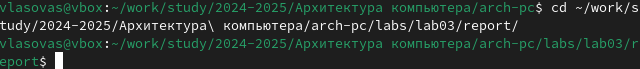 vlasovas@vbox:~/work/study/2024-2025/Архитектура компьютера/arch-pc$ cd ~/work/s
tudy/2024-2025/Архитектура\ компьютера/arch-pc/labs/lab03/report/
vlasovas@vbox:~/work/study/2024-2025/Архитектура компьютера/arch-pc/labs/lab03/r
eport$